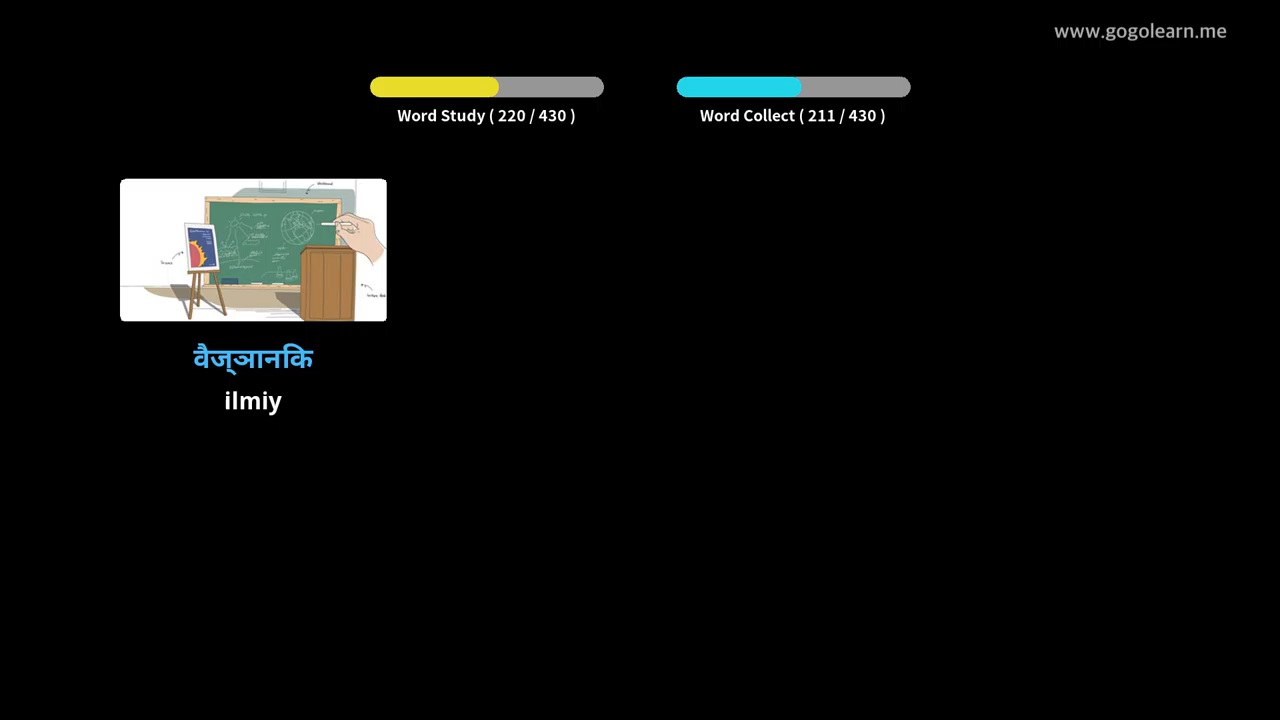 www.gogolearn.me
Word Study ( 220 / 430 )
Word Collect ( 211 / 430 )
वैज्ञानिक
ilmiy